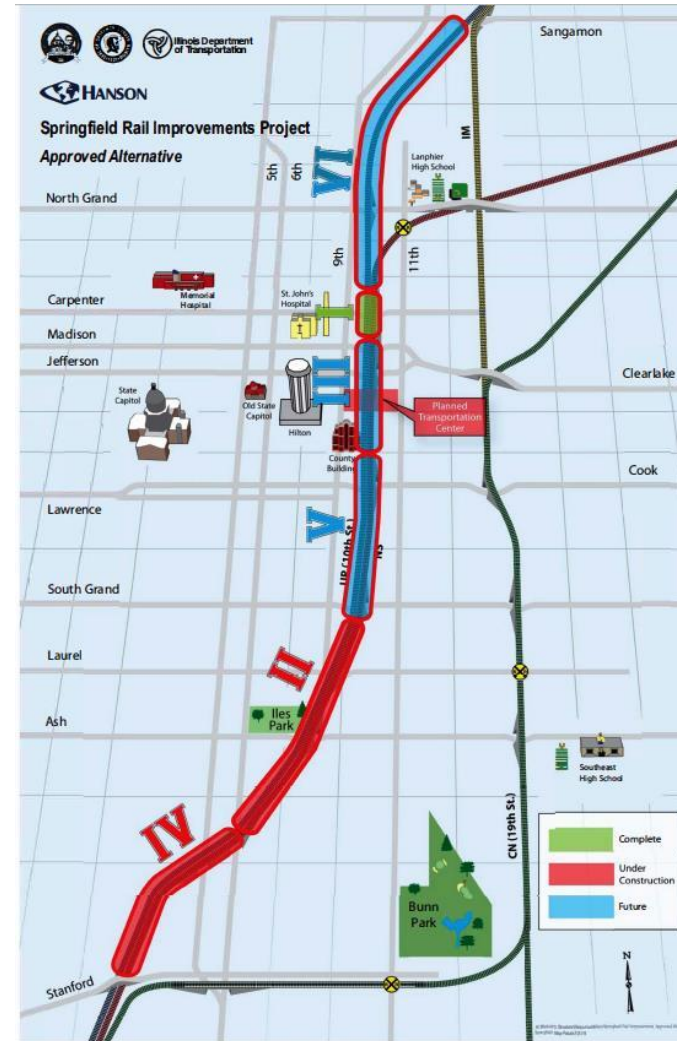 Illinois Department
of Transportation
HANSON
Springfield Rail Improvements Project
Approved Alternative
Sangamon
IM
5th
6th
VI
Lanphier
High School
North Grand
9th
11th
Memorial
Hospital
St. John's
Hospital
Carpenter
Madison
Jefferson
Clearlake
III
State
Capitol
Old State
Capitol
Hilton
Planned
Transportation
Center
County
Building
Cook
Lawrence
V
UP (10th St.)
NS
South Grand
Laurel
II
Iles
Park
Ash
Southeast
High School
IV
CN (19th St.)
Complete
Under
Construction
Future
Bunn
Park
N
Stanford